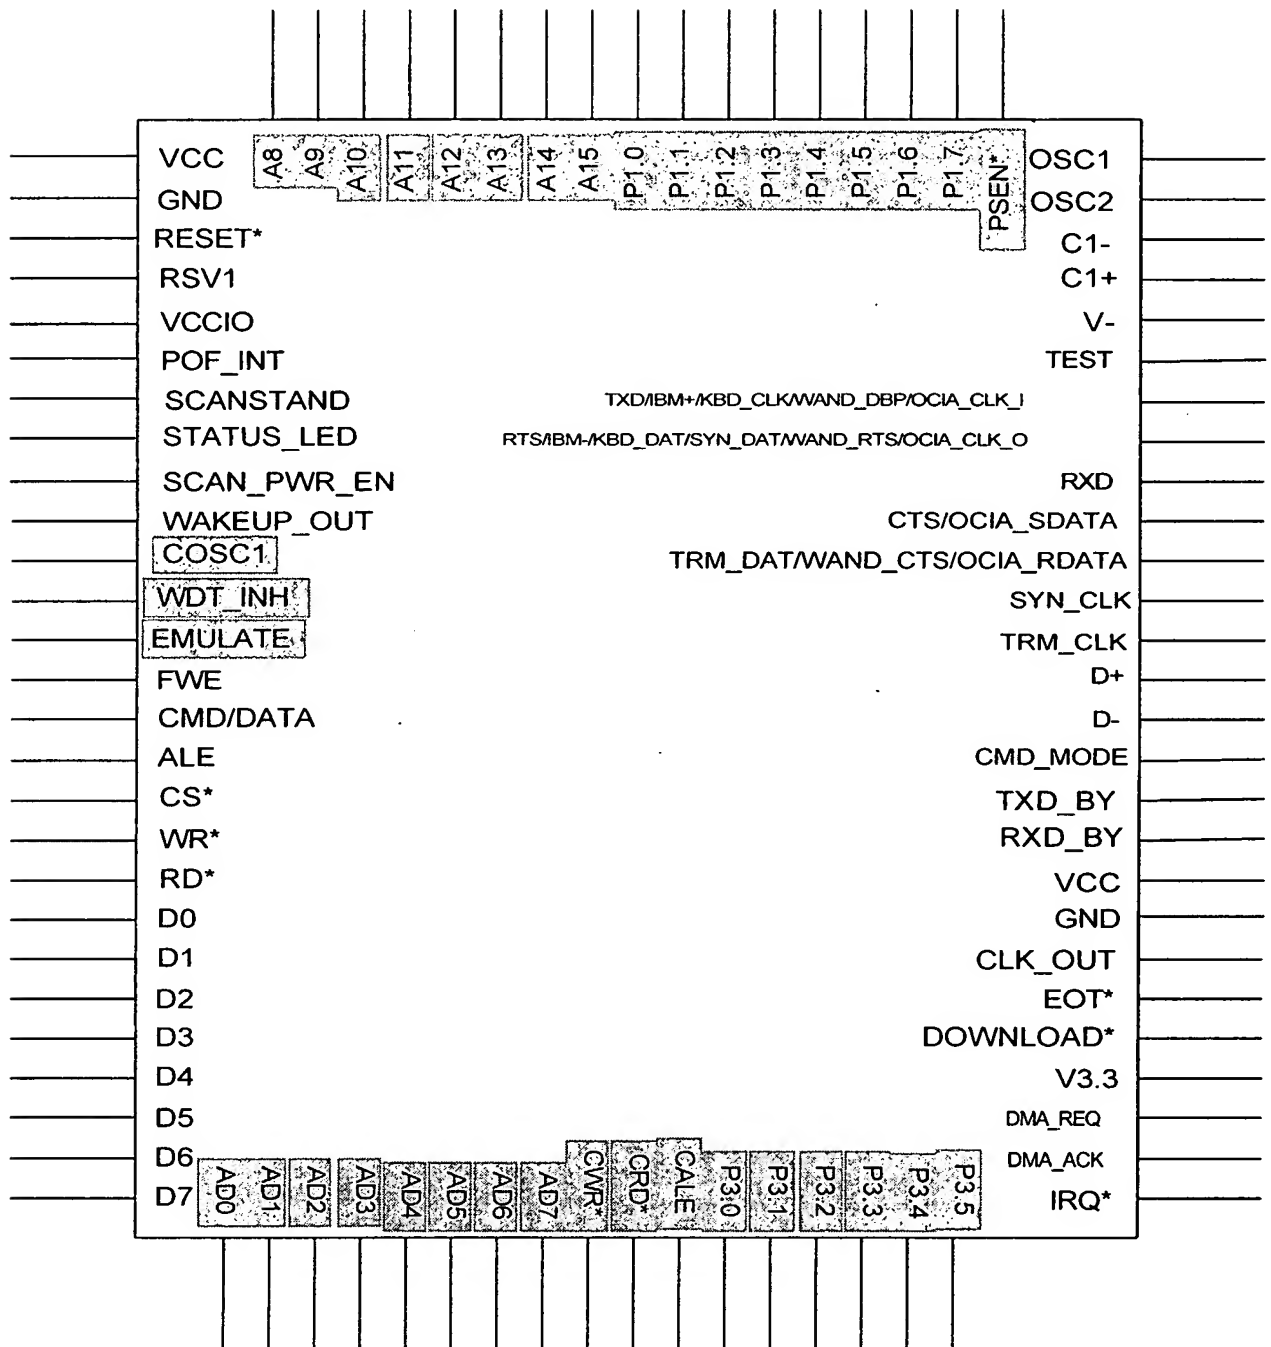 A8
A9
A10
A11
A12
A13
A14
A15
P1.0
P1.1
P1.2
P1.3
P1.4
P1.5
P1.6
P1.7
PSEN*
VCC
GND
RESET*
RSV1
VCCIO
POF_INT
SCANSTAND
STATUS_LED
SCAN_PWR_EN
WAKEUP_OUT
COSC1
WDT_INH
EMULATE
FWE
CMD/DATA
ALE
CS*
WR*
RD*
D0
D1
D2
D3
D4
D5
D6
D7
OSC1
OSC2
C1-
C1+
V-
TEST
TXD/IBM+/KBD_CLK/WAND_DBP/OCIA_CLK_I
RTS/IBM-/KBD_DAT/SYN_DAT/WAND_RTS/OCIA_CLK_O
RXD
CTS/OCIA_SDATA
TRM_DAT/WAND_CTS/OCIA_RDATA
SYN_CLK
TRM_CLK
D+
D-
CMD_MODE
TXD_BY
RXD_BY
VCC
GND
CLK_OUT
EOT*
DOWNLOAD*
V3.3
DMA_REQ
DMA_ACK
IRQ*
AD0
AD1
AD2
AD3
AD4
AD5
AD6
AD7
CWR*
CRD*
CALE
P3.0
P3.1
P3.2
P3.3
P3.4
P3.5